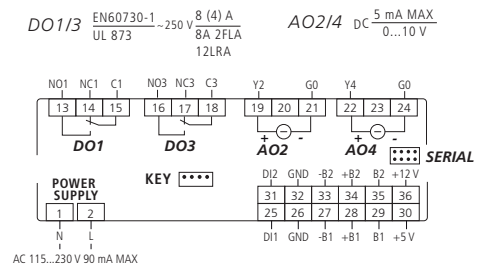 DO1/3 EN60730-1 ~250 V 8 (4) A AO2/4 DC 5 mA MAX
UL 873 8A 2FLA 0...10 V
12LRA
NO1 NC1 C1 NO3 NC3 C3 Y2 G0 Y4 G0
13 14 15 16 17 18 19 20 21 22 23 24
+ - + -
DO1 DO3 AO2 AO4
SERIAL
KEY
DI2 GND -B2 +B2 B2 +12 V
POWER
SUPPLY
31 32 33 34 35 36
1 2 25 26 27 28 29 30
N L DI1 GND -B1 +B1 B1 +5 V
AC 115...230 V 90 mA MAX